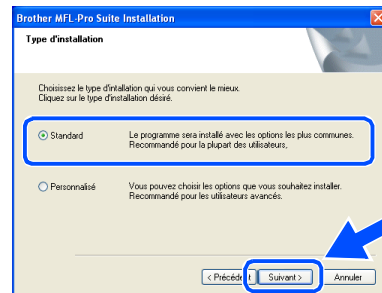 Brother MFL-Pro Suite Installation
Type d'installation
Choisissez le type d'intallation qui vous convient le mieux.
Cliquez sur le type d'installation désiré.
Standard
Le programme sera installé avec les options les plus communes.
Recommandé pour la plupart des utilisateurs,
Personnalisé
Vous pouvez choisir les options que vous souhaitez installer.
Recommandé pour les utilisateurs avancés.
< Précédent
Suivant >
Annuler